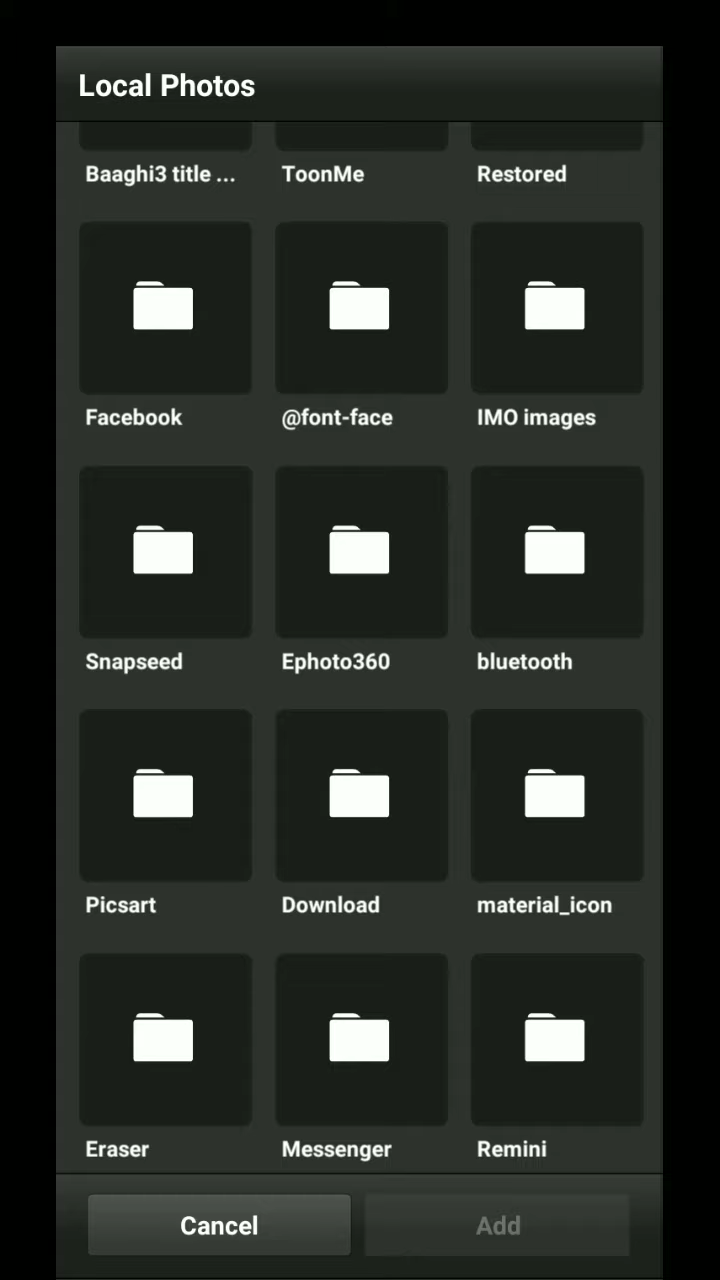 Local Photos
Baaghi3 title ...
ToonMe
Restored
Facebook
@font-face
IMO images
Snapseed
Ephoto360
bluetooth
Picsart
Download
material_icon
Eraser
Messenger
Remini
Cancel
Add